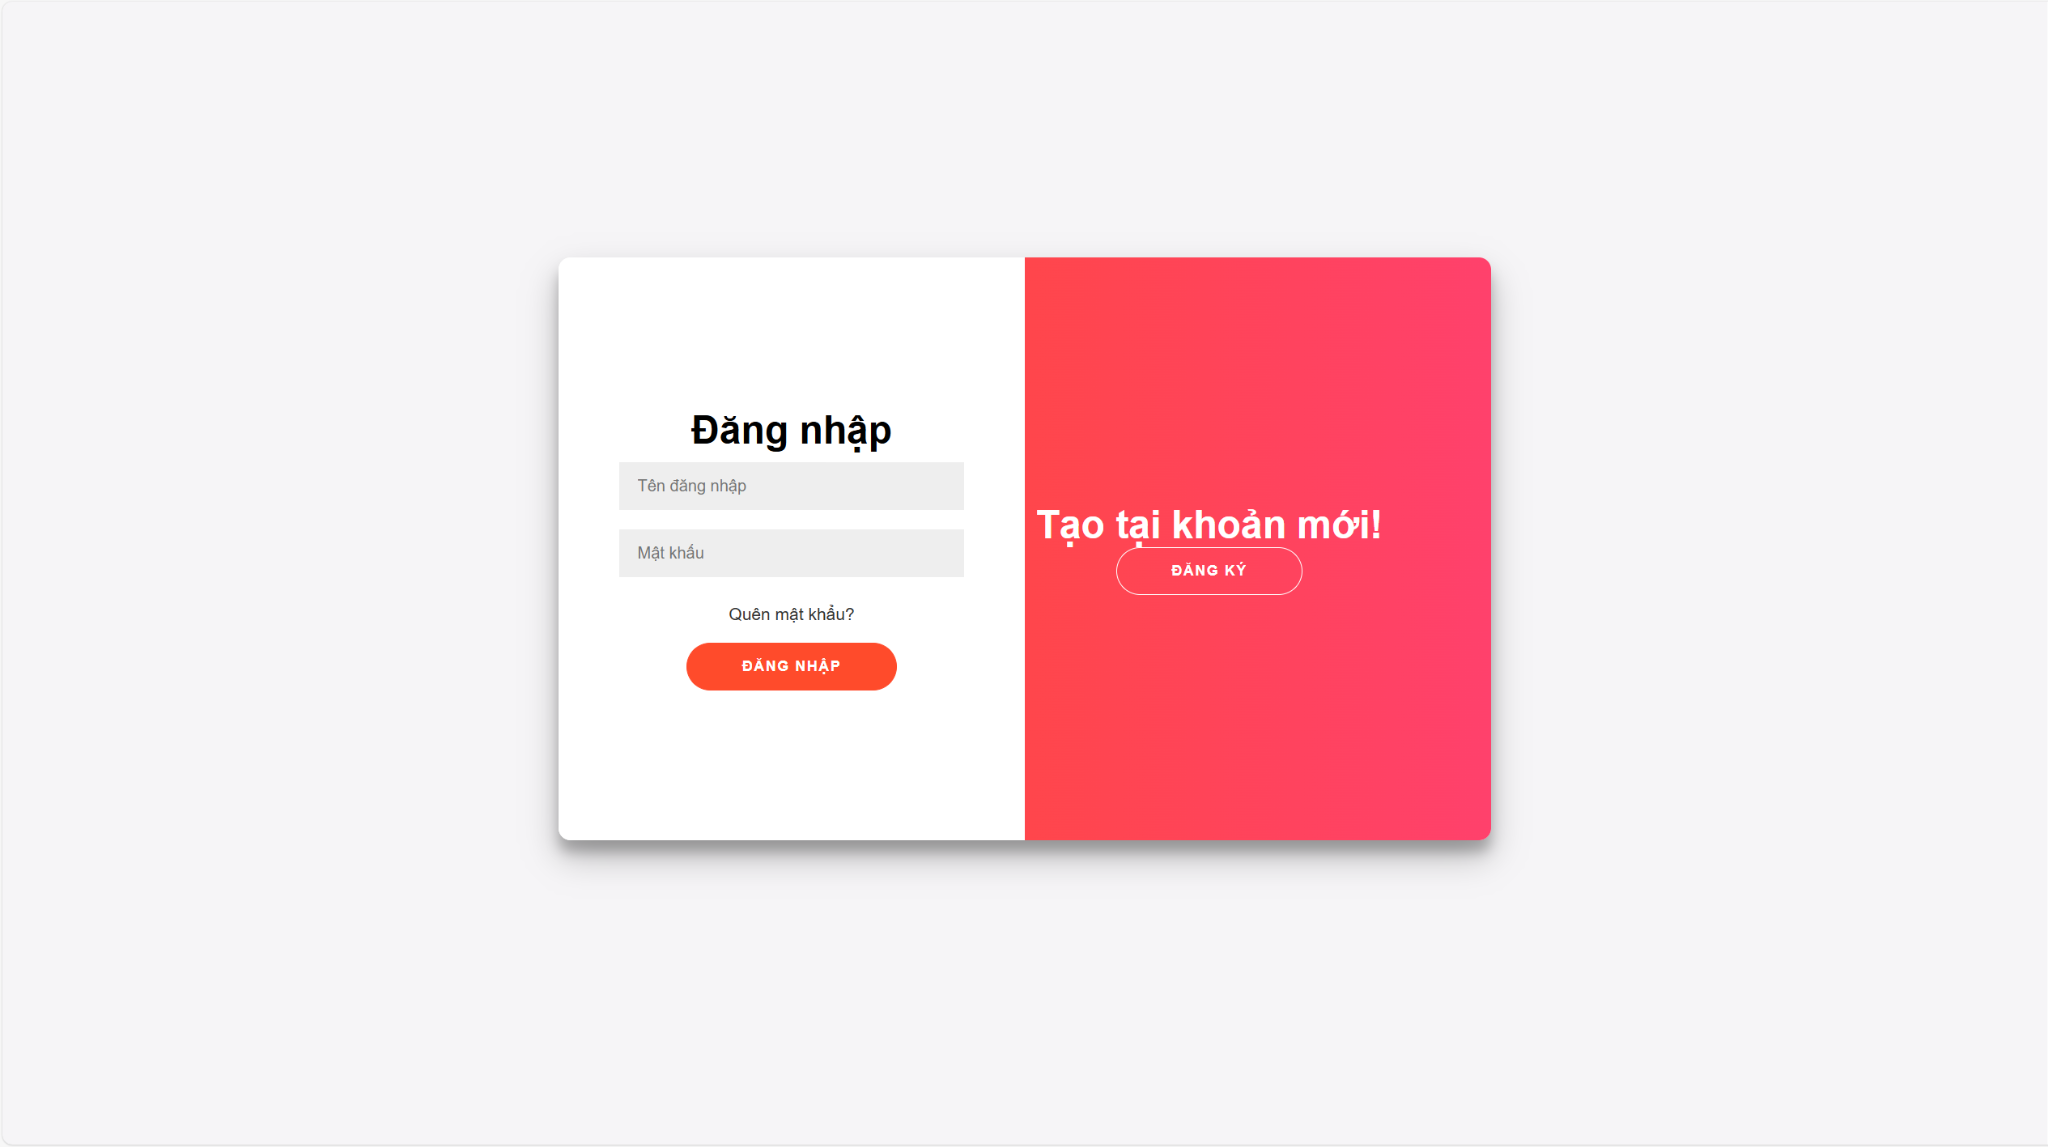 Đăng nhập
Tên đăng nhập
Mật khẩu
Quên mật khẩu?
ĐĂNG NHẬP
Tạo tại khoản mới!
ĐĂNG KÝ